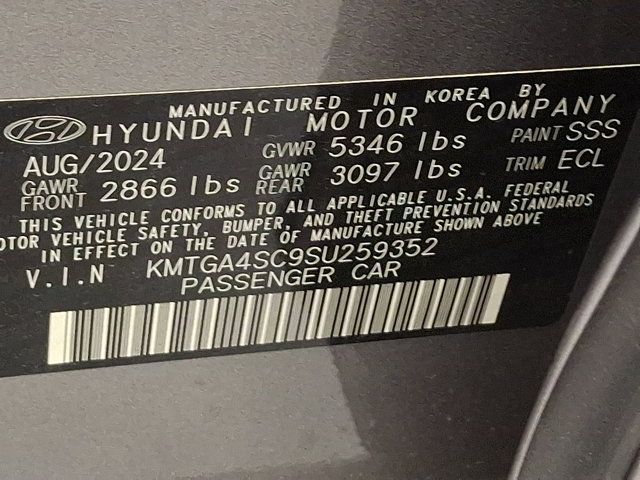 MANUFACTURED IN KOREA BY
HYUNDAI MOTOR COMPANY
AUG/2024 GVWR 5346 lbs PAINT SSS
GAWR FRONT 2866 lbs GAWR REAR 3097 lbs TRIM ECL
THIS VEHICLE CONFORMS TO ALL APPLICABLE U.S.A. FEDERAL
OTOR VEHICLE SAFETY, BUMPER, AND THEFT PREVENTION STANDARDS
IN EFFECT ON THE DATE OF MANUFACTURE SHOWN ABOVE
V.I.N KMTGA4SC9SU259352
PASSENGER CAR